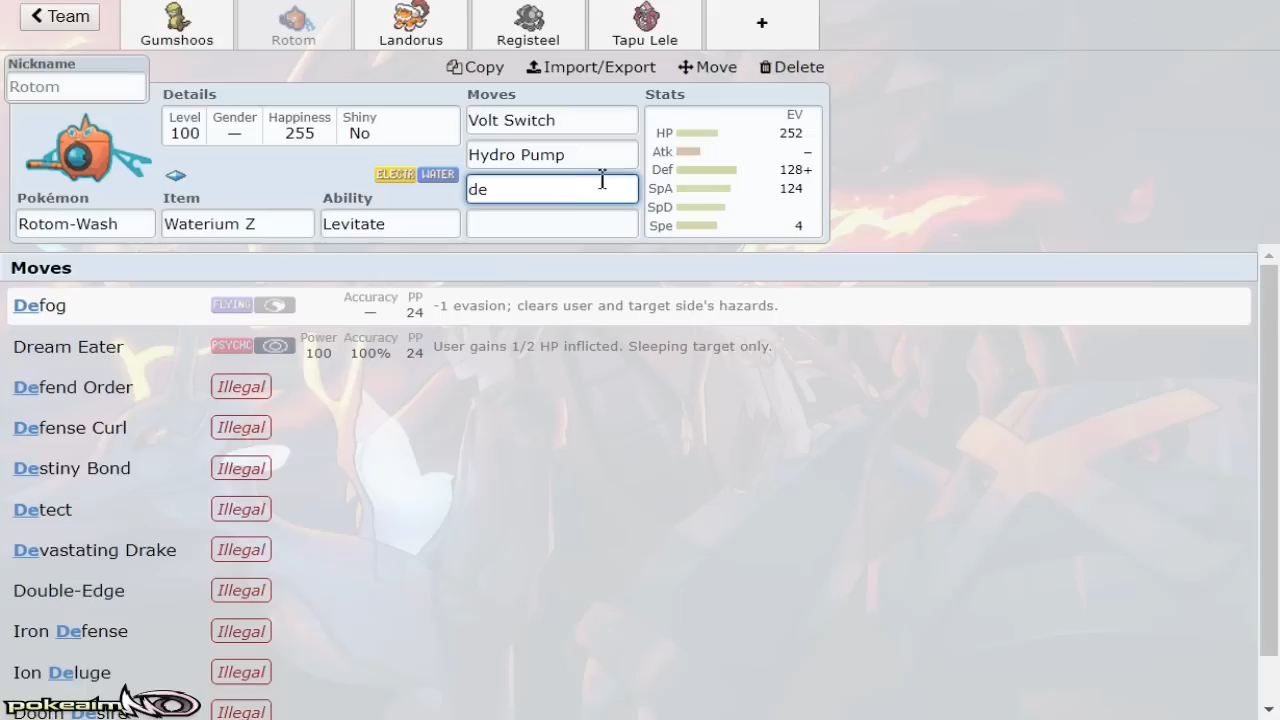 Team
Gumshoos
Rotom
Landorus
Registeel
Tapu Lele
+
Nickname
Rotom
Copy
Import/Export
Move
Delete
Details
Moves
Stats
Level
100
Gender
—
Happiness
255
Shiny
No
ELECTR WATER
Pokémon
Rotom-Wash
Item
Waterium Z
Ability
Levitate
Volt Switch
Hydro Pump
de
EV
HP 252
Atk –
Def 128+
SpA 124
SpD
Spe 4
Moves
Defog FLYING Accuracy — PP 24 -1 evasion; clears user and target side's hazards.
Dream Eater PSYCHC Power 100 Accuracy 100% PP 24 User gains 1/2 HP inflicted. Sleeping target only.
Defend Order Illegal
Defense Curl Illegal
Destiny Bond Illegal
Detect Illegal
Devastating Drake Illegal
Double-Edge Illegal
Iron Defense Illegal
Ion Deluge Illegal
Doom Desire Illegal
pokeaim